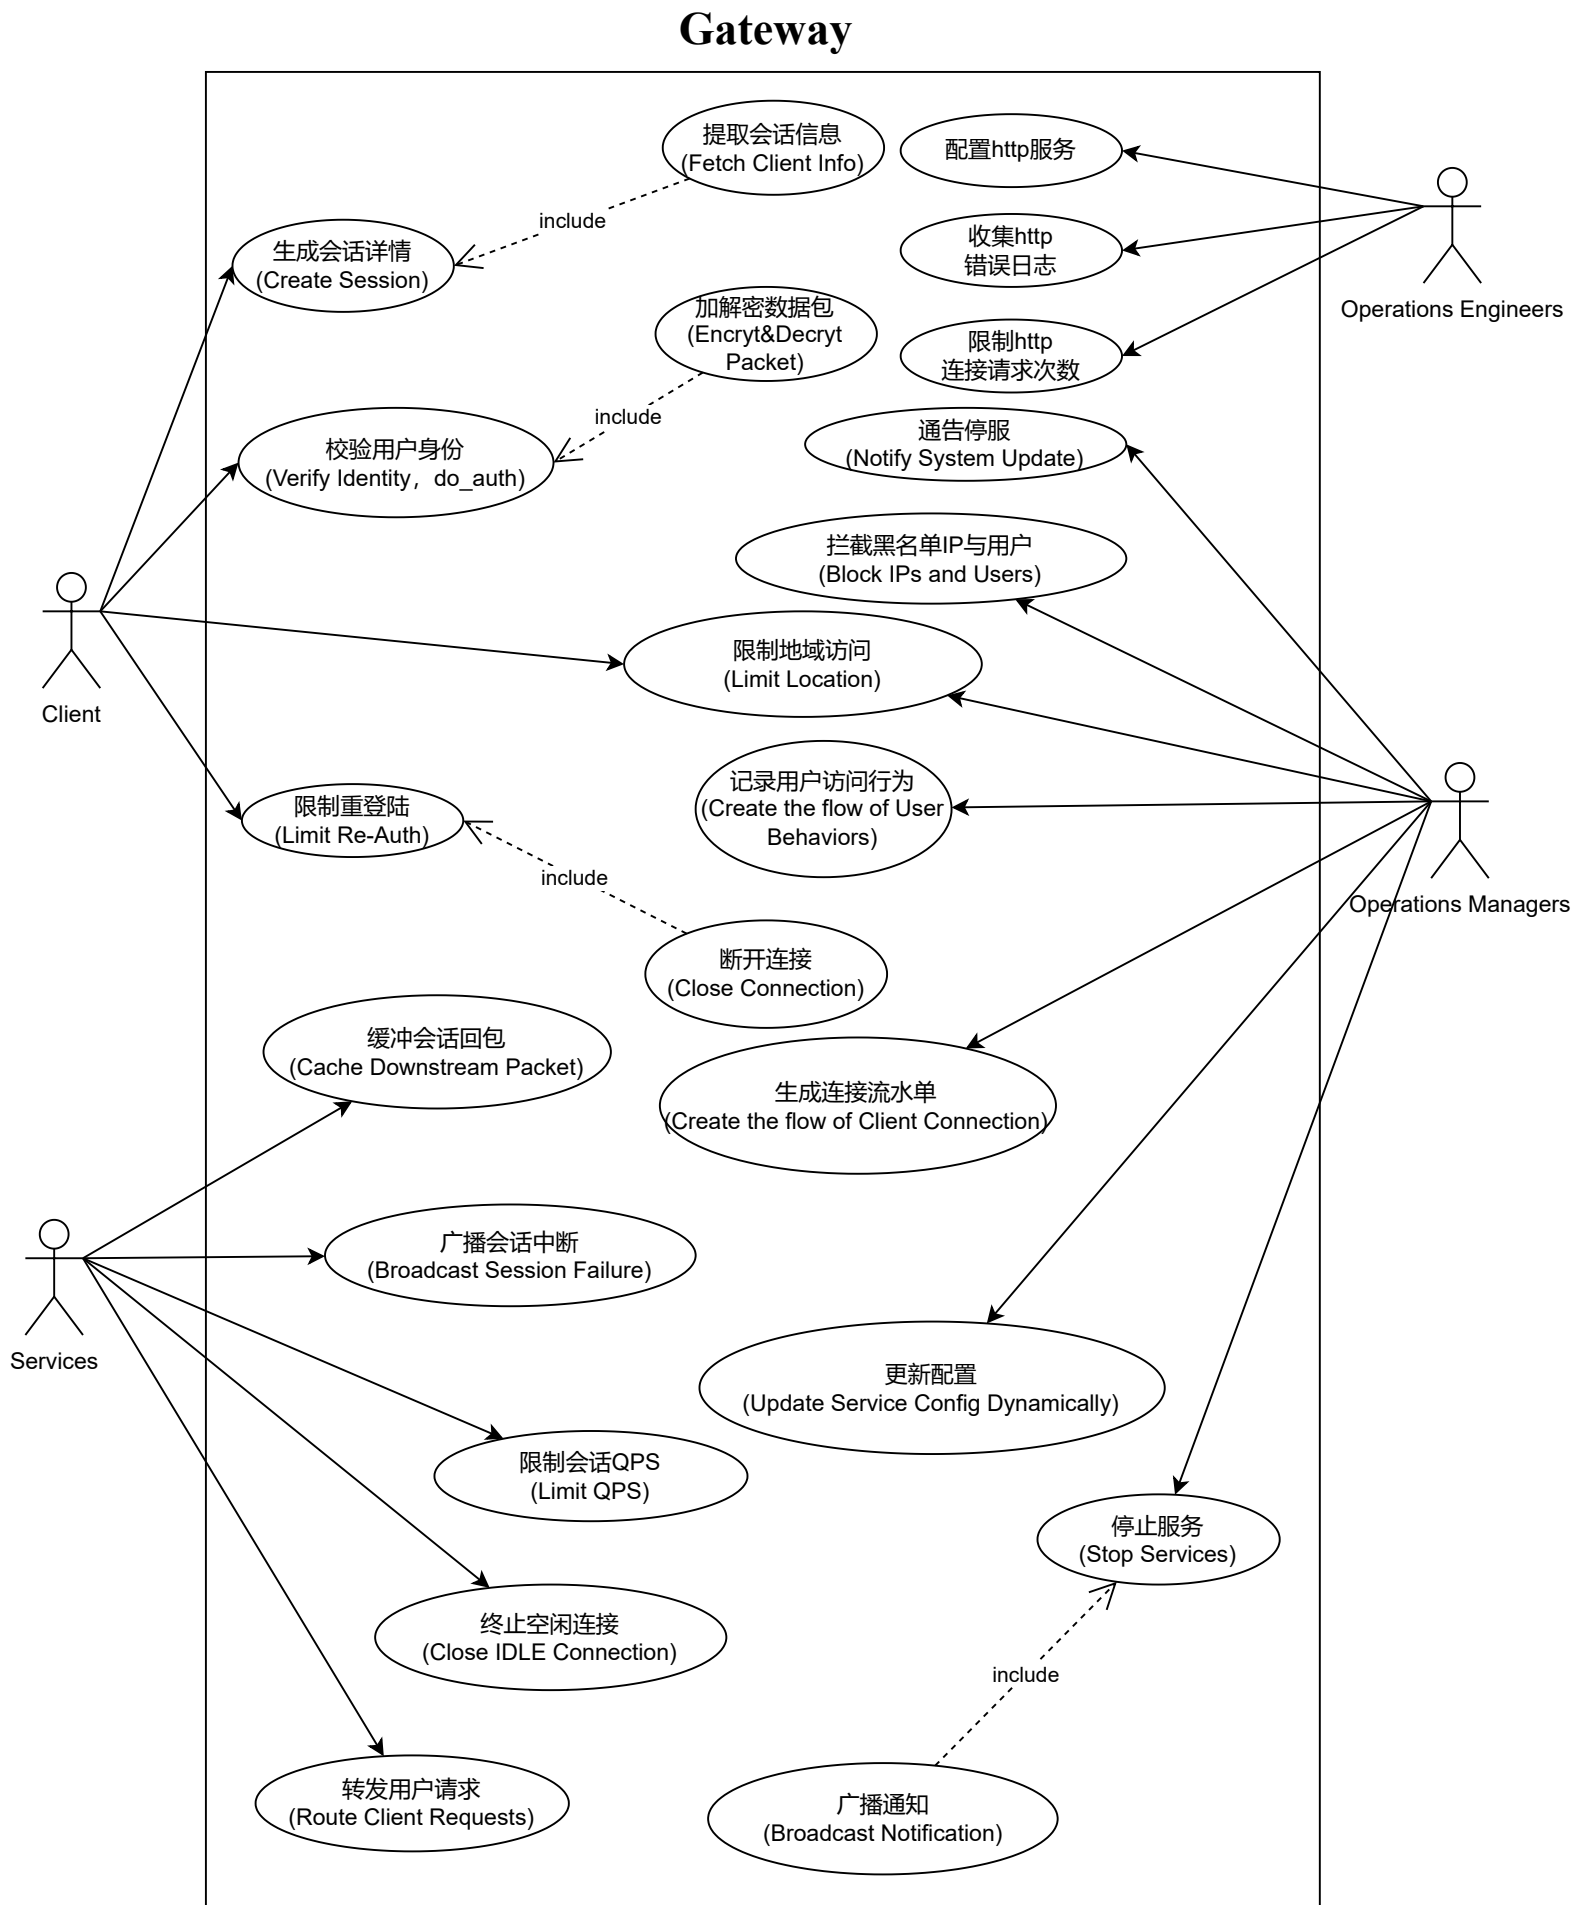 Gateway
提取会话信息
(Fetch Client Info)
配置http服务
include
生成会话详情
(Create Session)
收集http
错误日志
Operations Engineers
加解密数据包
(Encryt&Decryt
Packet)
限制http
连接请求次数
include
通告停服
(Notify System Update)
校验用户身份
(Verify Identity，do_auth)
拦截黑名单IP与用户
(Block IPs and Users)
限制地域访问
(Limit Location)
Client
记录用户访问行为
(Create the flow of User
Behaviors)
限制重登陆
(Limit Re-Auth)
include
Operations Managers
断开连接
(Close Connection)
缓冲会话回包
(Cache Downstream Packet)
生成连接流水单
(Create the flow of Client Connection)
广播会话中断
(Broadcast Session Failure)
Services
更新配置
(Update Service Config Dynamically)
限制会话QPS
(Limit QPS)
停止服务
(Stop Services)
终止空闲连接
(Close IDLE Connection)
include
转发用户请求
(Route Client Requests)
广播通知
(Broadcast Notification)